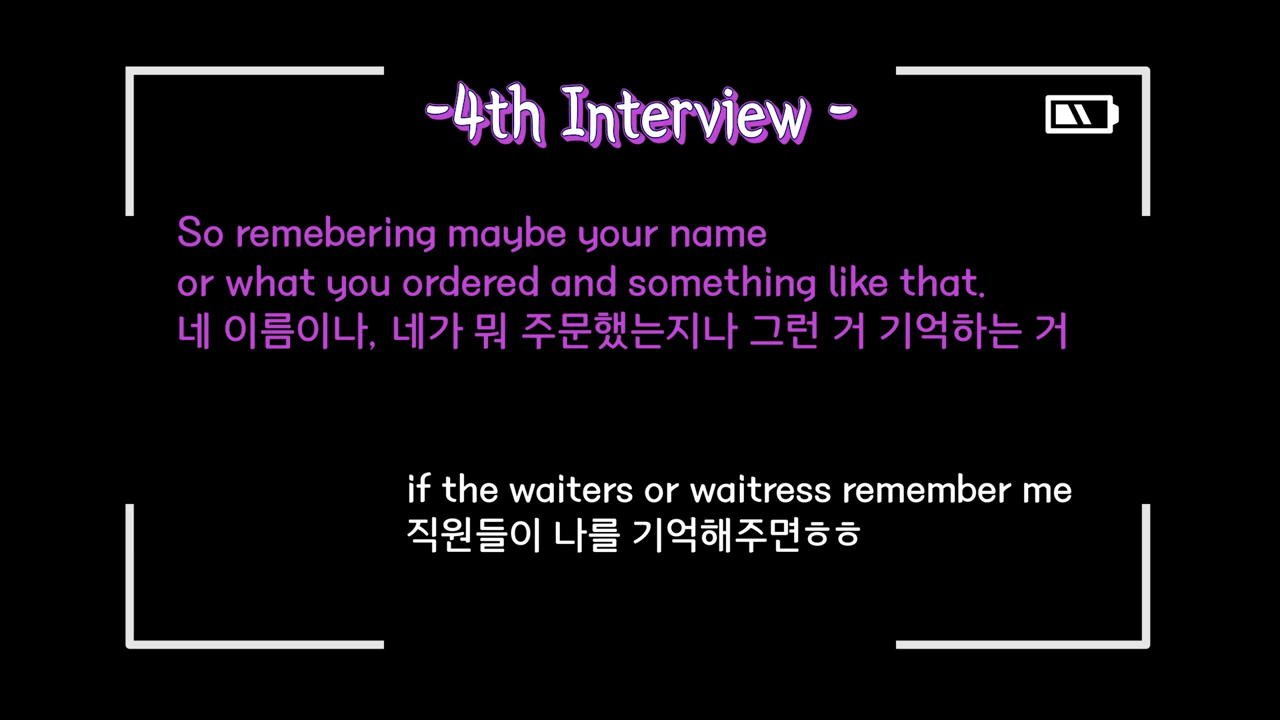 -4th Interview -
So remebering maybe your name
or what you ordered and something like that.
네 이름이나, 네가 뭐 주문했는지나 그런 거 기억하는 거
if the waiters or waitress remember me
직원들이 나를 기억해주면ㅎㅎ